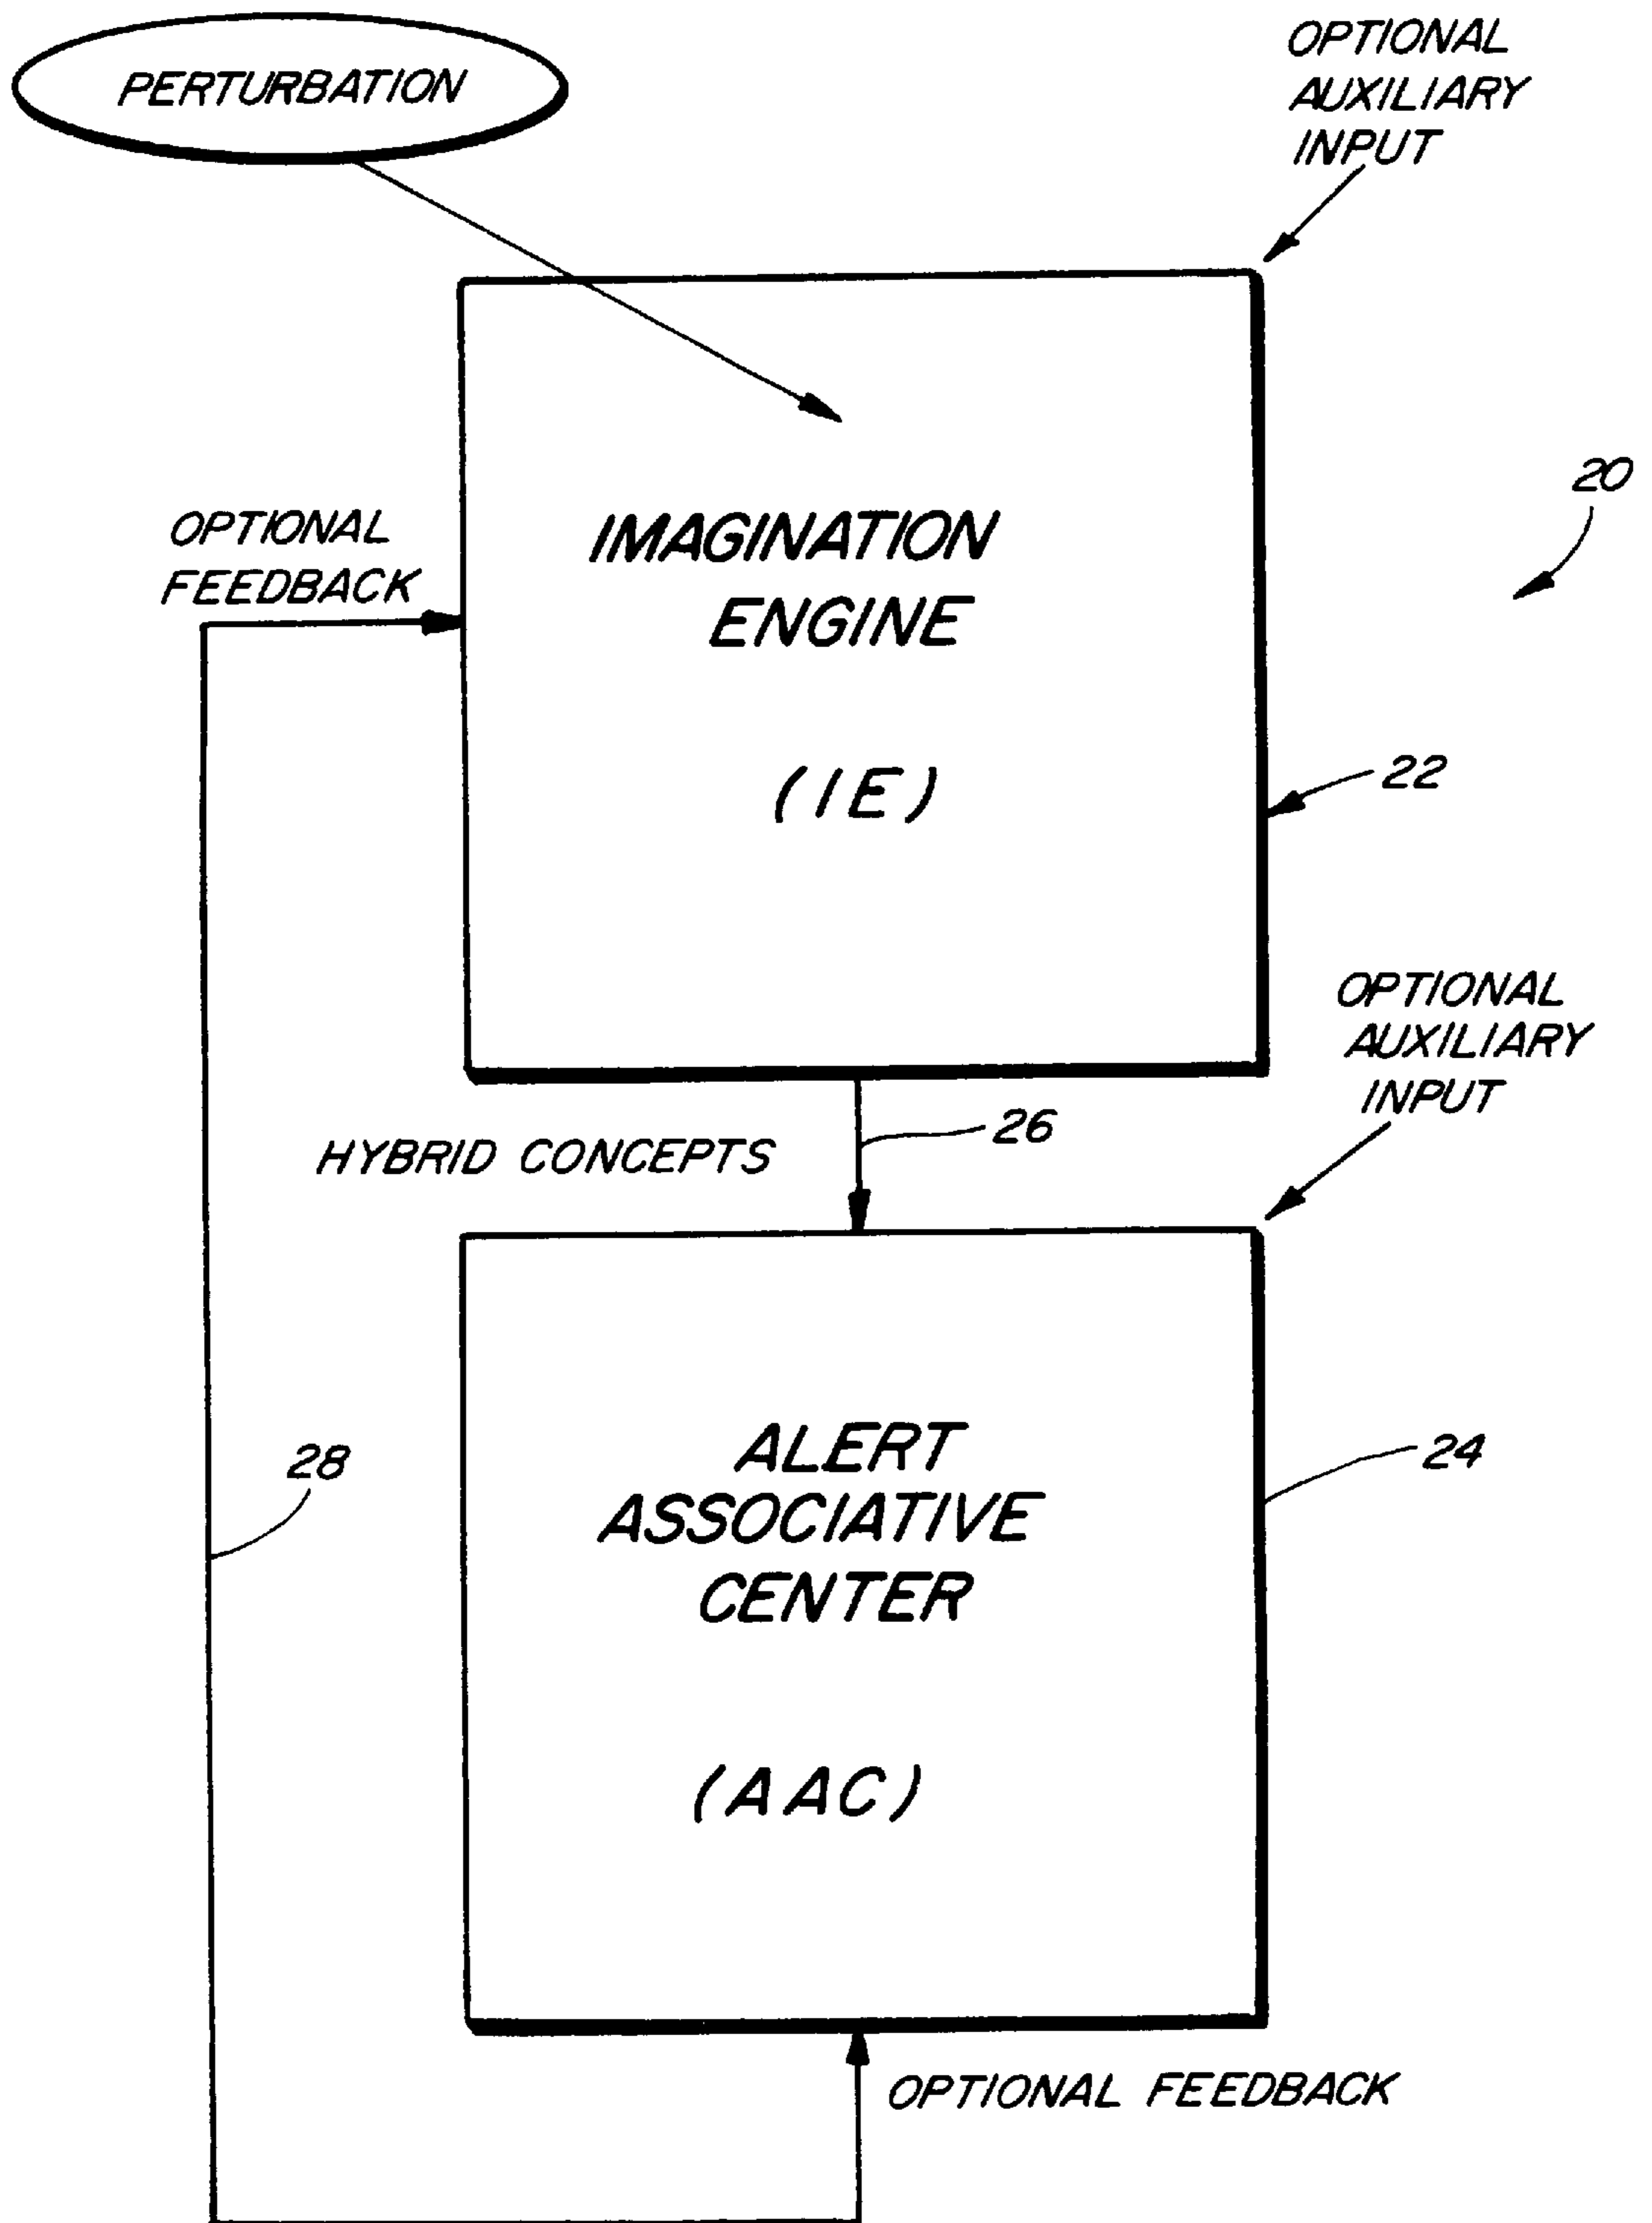 PERTURBATION
OPTIONAL
AUXILIARY
INPUT
20
OPTIONAL
FEEDBACK
IMAGINATION
ENGINE
(IE)
22
OPTIONAL
AUXILIARY
INPUT
HYBRID CONCEPTS
26
ALERT
ASSOCIATIVE
CENTER
(AAC)
24
28
OPTIONAL FEEDBACK